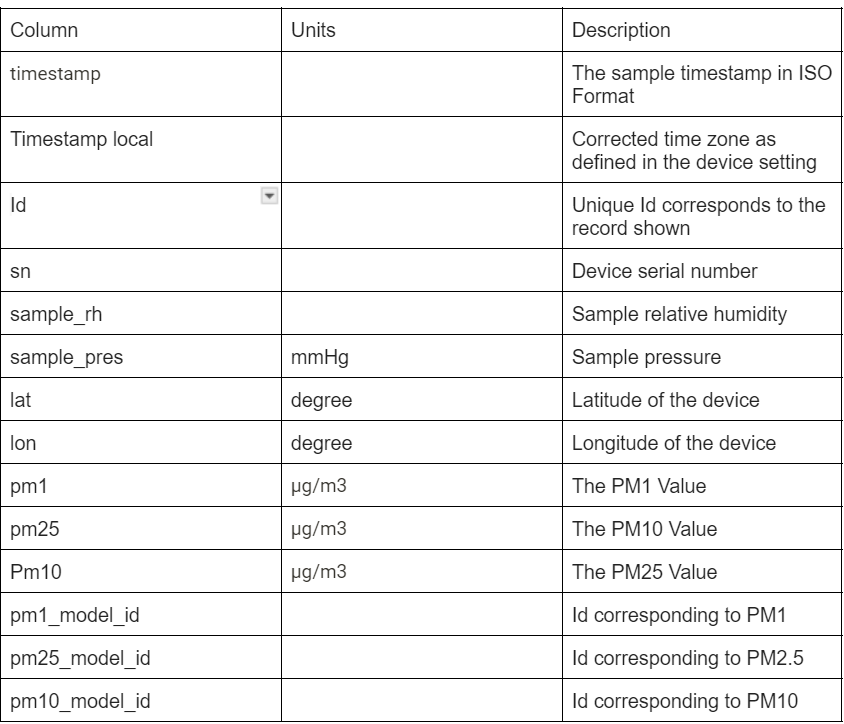 Column Units Description
timestamp The sample timestamp in ISO
Format
Timestamp local Corrected time zone as
defined in the device setting
Id Unique Id corresponds to the
record shown
sn Device serial number
sample_rh Sample relative humidity
sample_pres mmHg Sample pressure
lat degree Latitude of the device
lon degree Longitude of the device
pm1 µg/m3 The PM1 Value
pm25 µg/m3 The PM10 Value
Pm10 µg/m3 The PM25 Value
pm1_model_id Id corresponding to PM1
pm25_model_id Id corresponding to PM2.5
pm10_model_id Id corresponding to PM10